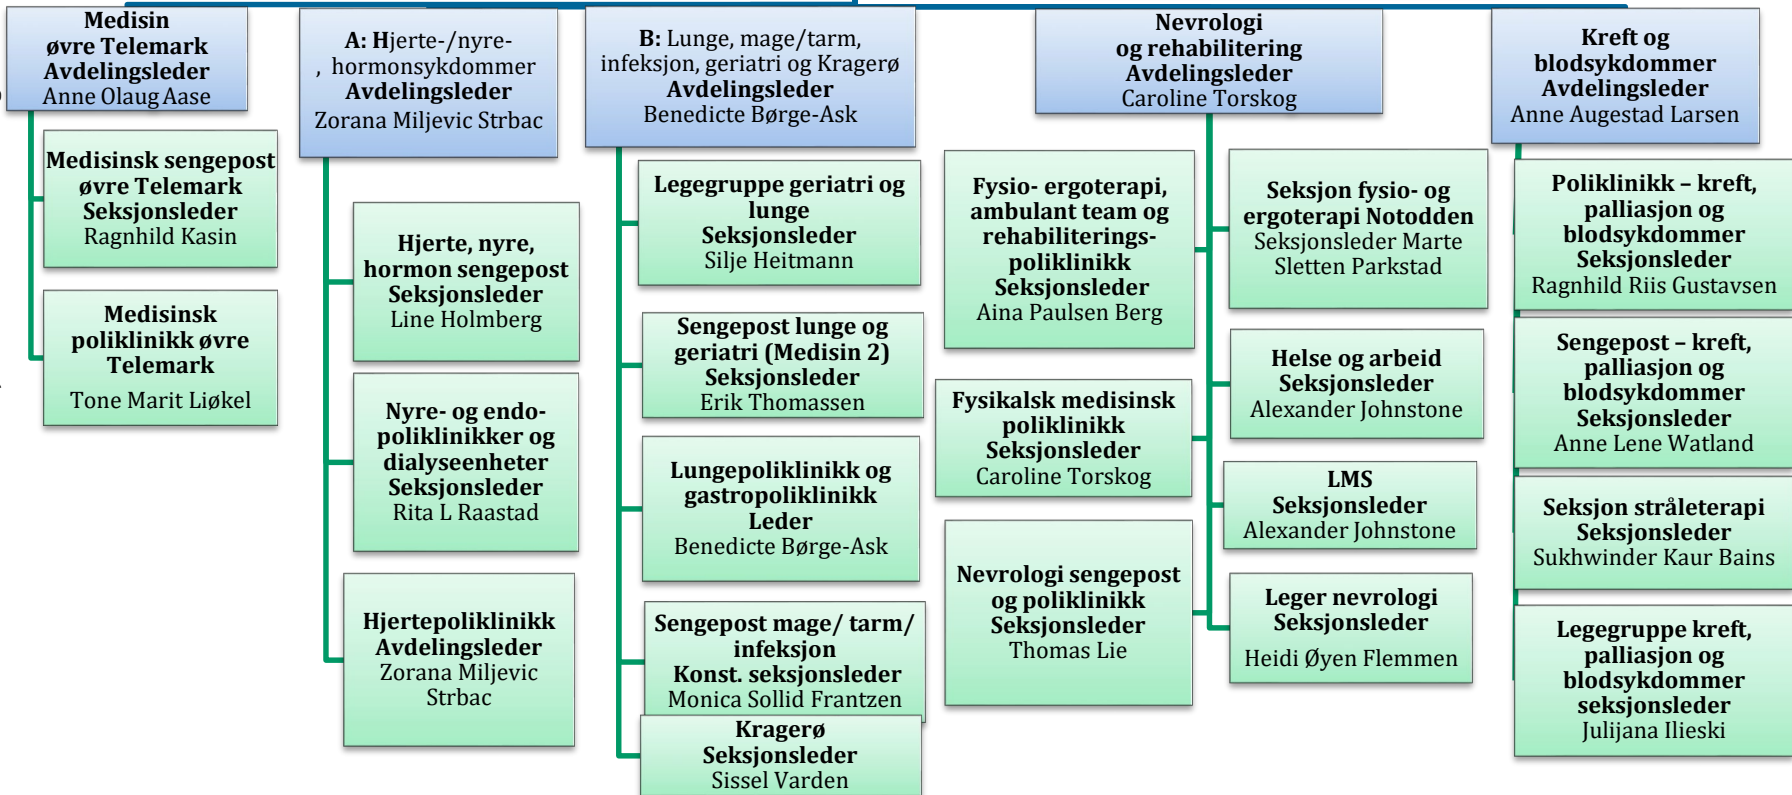 Medisin
øvre Telemark
Avdelingsleder
Anne Olaug Aase
Medisinsk sengepost
øvre Telemark
Seksjonsleder
Ragnhild Kasin
Medisinsk
poliklinikk øvre
Telemark
Tone Marit Liøkel
A: Hjerte-/nyre-
, hormonsykdommer
Avdelingsleder
Zorana Miljevic Strbac
Hjerte, nyre,
hormon sengepost
Seksjonsleder
Line Holmberg
Nyre- og endo-
poliklinikker og
dialyseenheter
Seksjonsleder
Rita L Raastad
Hjertepoliklinikk
Avdelingsleder
Zorana Miljevic
Strbac
B: Lunge, mage/tarm,
infeksjon, geriatri og Kragerø
Avdelingsleder
Benedicte Børge-Ask
Legegruppe geriatri og
lunge
Seksjonsleder
Silje Heitmann
Sengepost lunge og
geriatri (Medisin 2)
Seksjonsleder
Erik Thomassen
Lungepoliklinikk og
gastropoliklinikk
Leder
Benedicte Børge-Ask
Sengepost mage/ tarm/
infeksjon
Konst. seksjonsleder
Monica Sollid Frantzen
Kragerø
Seksjonsleder
Sissel Varden
Nevrologi
og rehabilitering
Avdelingsleder
Caroline Torskog
Fysio- ergoterapi,
ambulant team og
rehabiliterings-
poliklinikk
Seksjonsleder
Aina Paulsen Berg
Fysikalsk medisinsk
poliklinikk
Seksjonsleder
Caroline Torskog
Nevrologi sengepost
og poliklinikk
Seksjonsleder
Thomas Lie
Seksjon fysio- og
ergoterapi Notodden
Seksjonsleder Marte
Sletten Parkstad
Helse og arbeid
Seksjonsleder
Alexander Johnstone
LMS
Seksjonsleder
Alexander Johnstone
Leger nevrologi
Seksjonsleder
Heidi Øyen Flemmen
Kreft og
blodsykdommer
Avdelingsleder
Anne Augestad Larsen
Poliklinikk – kreft,
palliasjon og
blodsykdommer
Seksjonsleder
Ragnhild Riis Gustavsen
Sengepost – kreft,
palliasjon og
blodsykdommer
Seksjonsleder
Anne Lene Watland
Seksjon stråleterapi
Seksjonsleder
Sukhwinder Kaur Bains
Legegruppe kreft,
palliasjon og
blodsykdommer
seksjonsleder
Julijana Ilieski